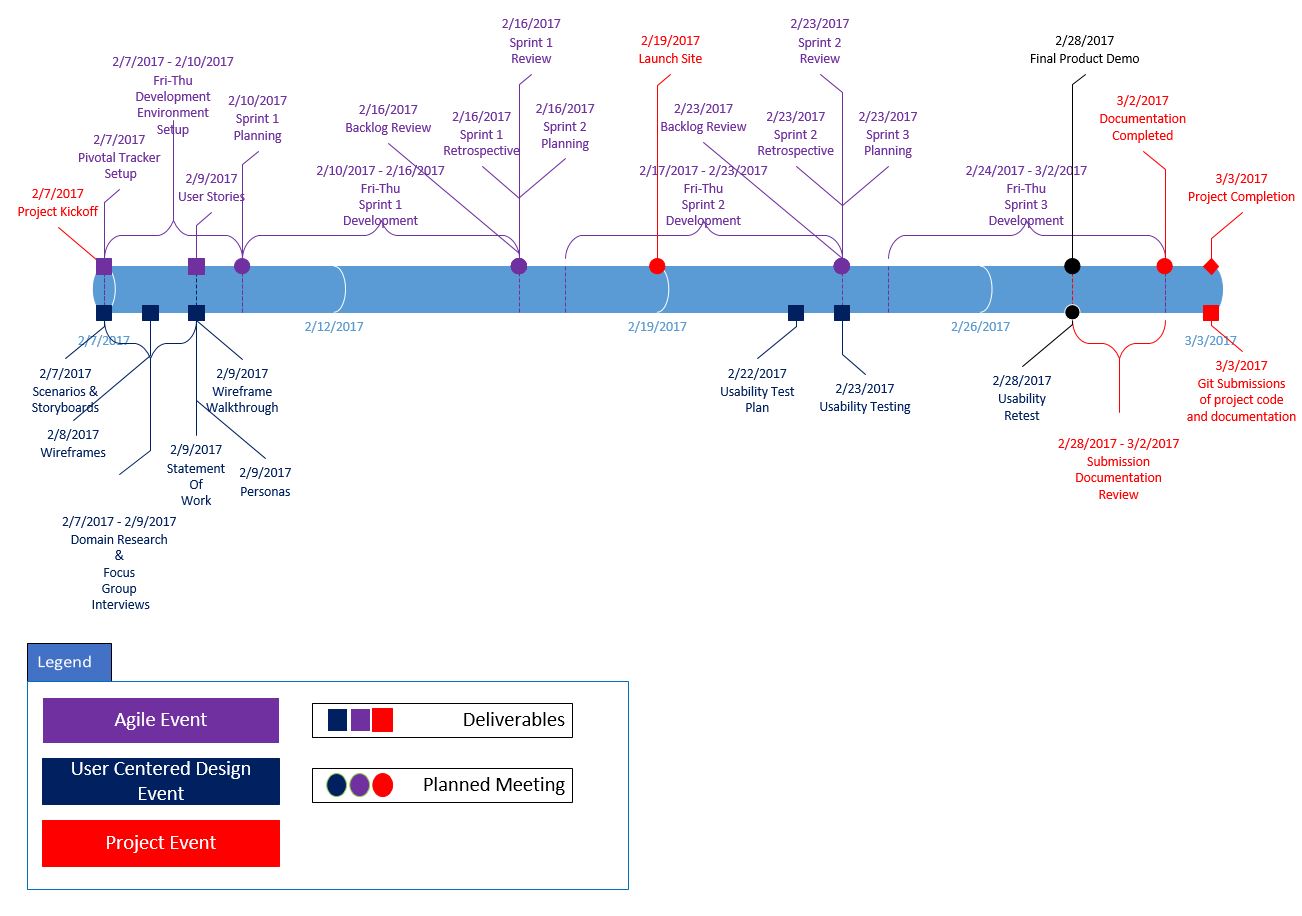 2/16/2017
Sprint 1
Review
2/23/2017
Sprint 2
Review
2/19/2017
Launch Site
2/28/2017
Final Product Demo
2/7/2017 - 2/10/2017
Fri-Thu
Development
Environment
Setup
2/10/2017
Sprint 1
Planning
2/16/2017
Backlog Review
2/16/2017
Sprint 1
Retrospective
2/16/2017
Sprint 2
Planning
2/23/2017
Backlog Review
2/23/2017
Sprint 2
Retrospective
2/23/2017
Sprint 3
Planning
3/2/2017
Documentation
Completed
2/7/2017
Pivotal Tracker
Setup
2/10/2017 - 2/16/2017
Fri-Thu
Sprint 1
Development
2/17/2017 - 2/23/2017
Fri-Thu
Sprint 2
Development
2/24/2017 - 3/2/2017
Fri-Thu
Sprint 3
Development
3/3/2017
Project Completion
2/9/2017
User Stories
2/7/2017
Project Kickoff
2/7/2017
2/12/2017
2/19/2017
2/26/2017
3/3/2017
2/7/2017
Scenarios &
Storyboards
2/9/2017
Wireframe
Walkthrough
2/22/2017
Usability Test
Plan
2/23/2017
Usability Testing
2/28/2017
Usability
Retest
3/3/2017
Git Submissions
of project code
and documentation
2/8/2017
Wireframes
2/9/2017
Statement
Of
Work
2/9/2017
Personas
2/28/2017 - 3/2/2017
Submission
Documentation
Review
2/7/2017 - 2/9/2017
Domain Research
&
Focus
Group
Interviews
Legend
Agile Event
Deliverables
User Centered Design
Event
Planned Meeting
Project Event